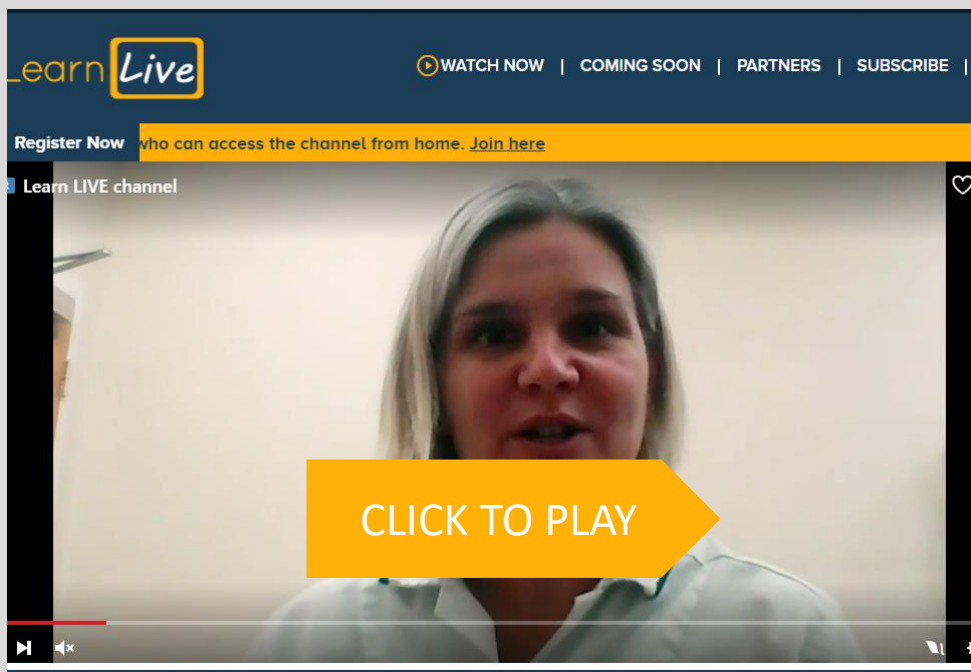 Learn Live
WATCH NOW | COMING SOON | PARTNERS | SUBSCRIBE |
Register Now who can access the channel from home. Join here
Learn LIVE channel
CLICK TO PLAY